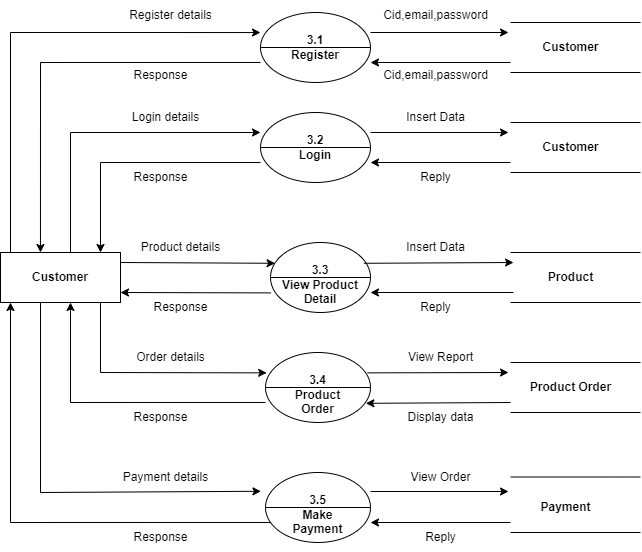 Register details
Cid,email,password
3.1
Register
Customer
Response
Cid,email,password
Login details
Insert Data
3.2
Login
Customer
Response
Reply
Product details
Insert Data
Customer
3.3
View Product
Detail
Product
Response
Reply
Order details
View Report
3.4
Product
Order
Product Order
Response
Display data
Payment details
View Order
3.5
Make
Payment
Payment
Response
Reply